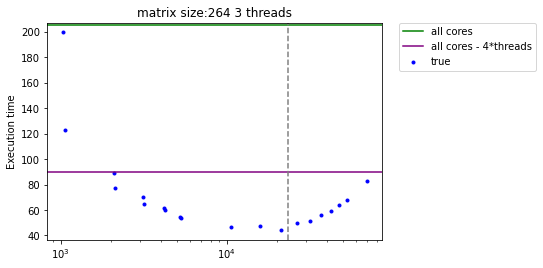 matrix size:264 3 threads
all cores
all cores - 4*threads
true
Execution time
200
180
160
140
120
100
80
60
40
10³
10⁴